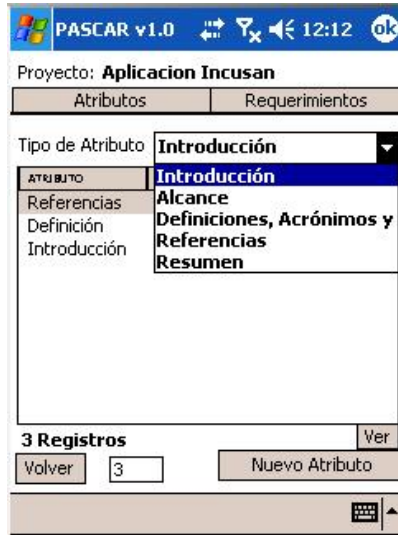 PASCAR v1.0 12:12 ok
Proyecto: Aplicacion Incusan
Atributos Requerimientos
Tipo de Atributo Introducción
ATRIBUTO Introducción
Referencias Alcance
Definición Definiciones, Acrónimos y
Introducción Referencias
Resumen
3 Registros Ver
Volver 3 Nuevo Atributo